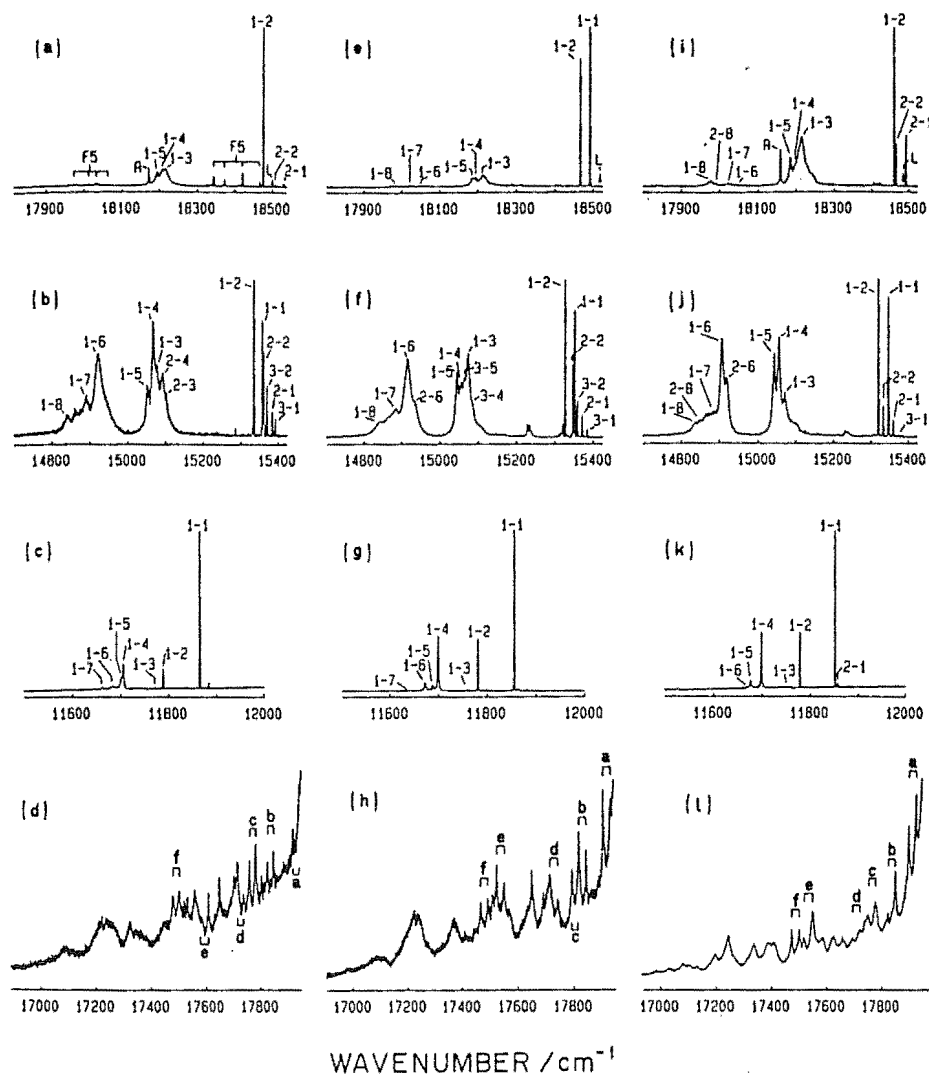 (a)
1-2
F5
A
1-5
1-4
1-3
F5
L
2-2
2-1
17900 18100 18300 18500
(e)
1-1
1-2
1-8
1-7
1-6
1-5
1-4
1-3
L
17900 18100 18300 18500
(i)
1-2
2-8
1-8
1-7
1-6
A
1-5
1-4
1-3
2-2
2-1
L
17900 18100 18300 18500
(b)
1-8
1-7
1-6
1-5
1-4
1-3
2-4
2-3
1-2
1-1
2-2
3-2
2-1
3-1
14800 15000 15200 15400
(f)
1-8
1-7
1-6
2-6
1-5
1-4
1-3
3-5
3-4
1-2
1-1
2-2
3-2
2-1
3-1
14800 15000 15200 15400
(j)
1-8
2-8
1-7
1-6
2-6
1-5
1-4
1-3
1-2
1-1
2-2
2-1
3-1
14800 15000 15200 15400
(c)
1-7
1-6
1-5
1-4
1-3
1-2
1-1
11600 11800 12000
(g)
1-7
1-6
1-5
1-4
1-3
1-2
1-1
11600 11800 12000
(k)
1-6
1-5
1-4
1-3
1-2
1-1
2-1
11600 11800 12000
(d)
f
e
d
c
b
a
17000 17200 17400 17600 17800
(h)
f
e
d
c
b
a
17000 17200 17400 17600 17800
(l)
f
e
d
c
b
a
17000 17200 17400 17600 17800
WAVENUMBER /cm⁻¹